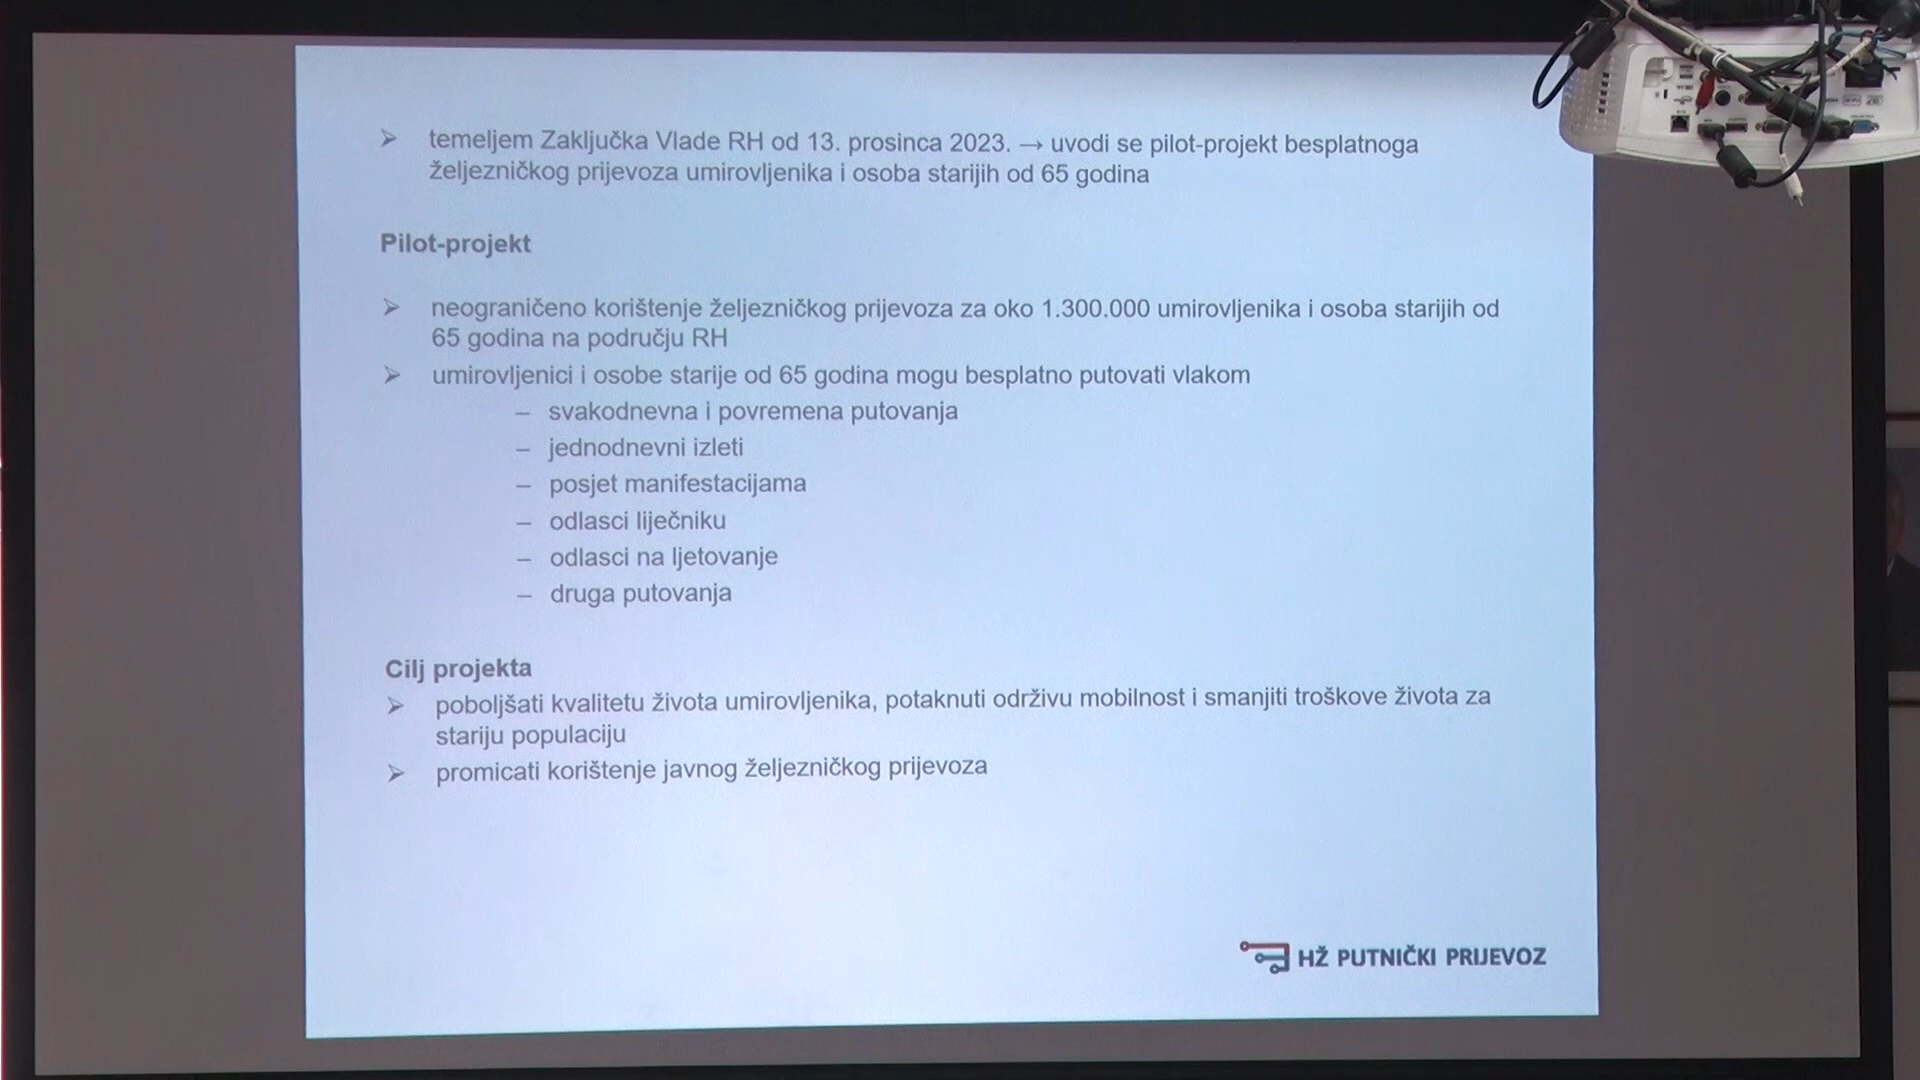 ➢ temeljem Zaključka Vlade RH od 13. prosinca 2023. → uvodi se pilot-projekt besplatnoga
željezničkog prijevoza umirovljenika i osoba starijih od 65 godina
Pilot-projekt
➢ neograničeno korištenje željezničkog prijevoza za oko 1.300.000 umirovljenika i osoba starijih od
65 godina na području RH
➢ umirovljenici i osobe starije od 65 godina mogu besplatno putovati vlakom
– svakodnevna i povremena putovanja
– jednodnevni izleti
– posjet manifestacijama
– odlasci liječniku
– odlasci na ljetovanje
– druga putovanja
Cilj projekta
➢ poboljšati kvalitetu života umirovljenika, potaknuti održivu mobilnost i smanjiti troškove života za
stariju populaciju
➢ promicati korištenje javnog željezničkog prijevoza
HŽ PUTNIČKI PRIJEVOZ